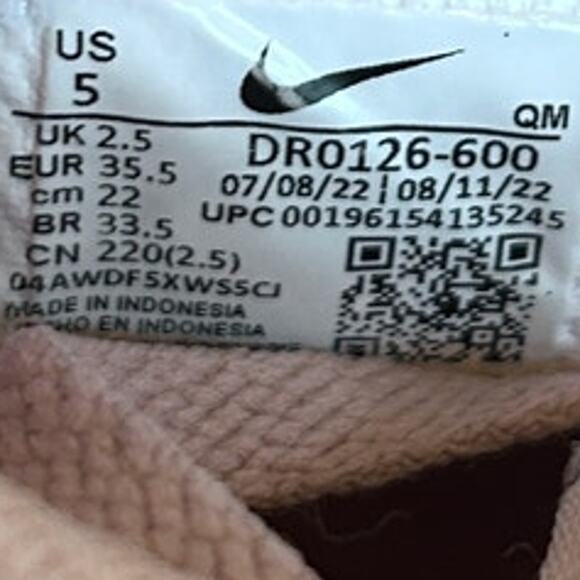 US
5
QM
UK 2.5
EUR 35.5
cm 22
BR 33.5
CN 220(2.5)
DR0126-600
07/08/22 ¦ 08/11/22
UPC 00196154135245
04AWDF5XWS5CJ
MADE IN INDONESIA
EN INDONESIA